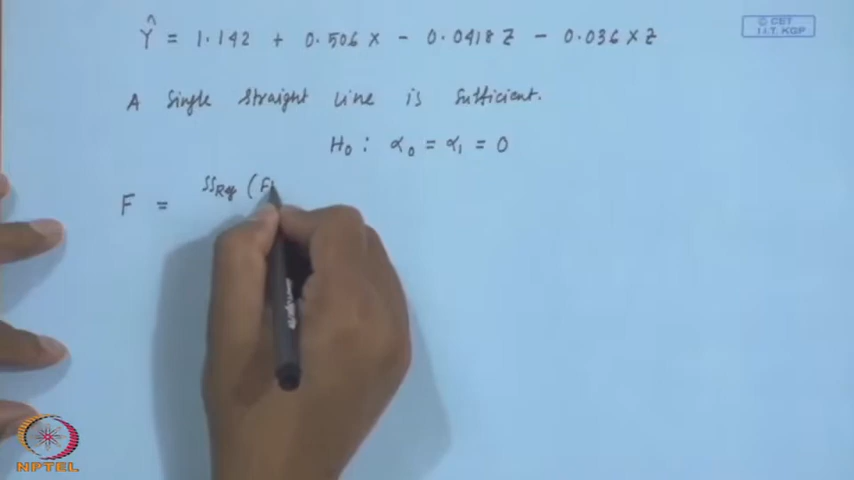 Ŷ = 1.142 + 0.506 X - 0.0418 Z - 0.036 X Z
© CET
I.I.T. KGP
A Single Straight Line is Sufficient.
H₀ : α₀ = α₁ = 0
F = SS_Reg (F
NPTEL